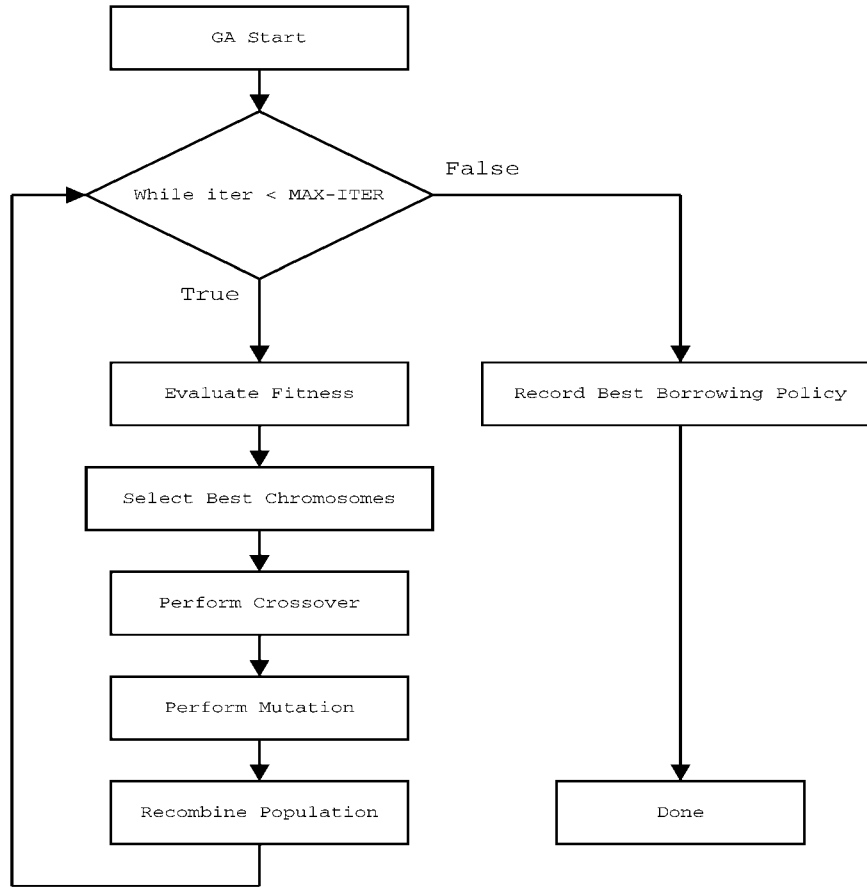 GA Start
While iter < MAX-ITER
False
True
Evaluate Fitness
Record Best Borrowing Policy
Select Best Chromosomes
Perform Crossover
Perform Mutation
Recombine Population
Done